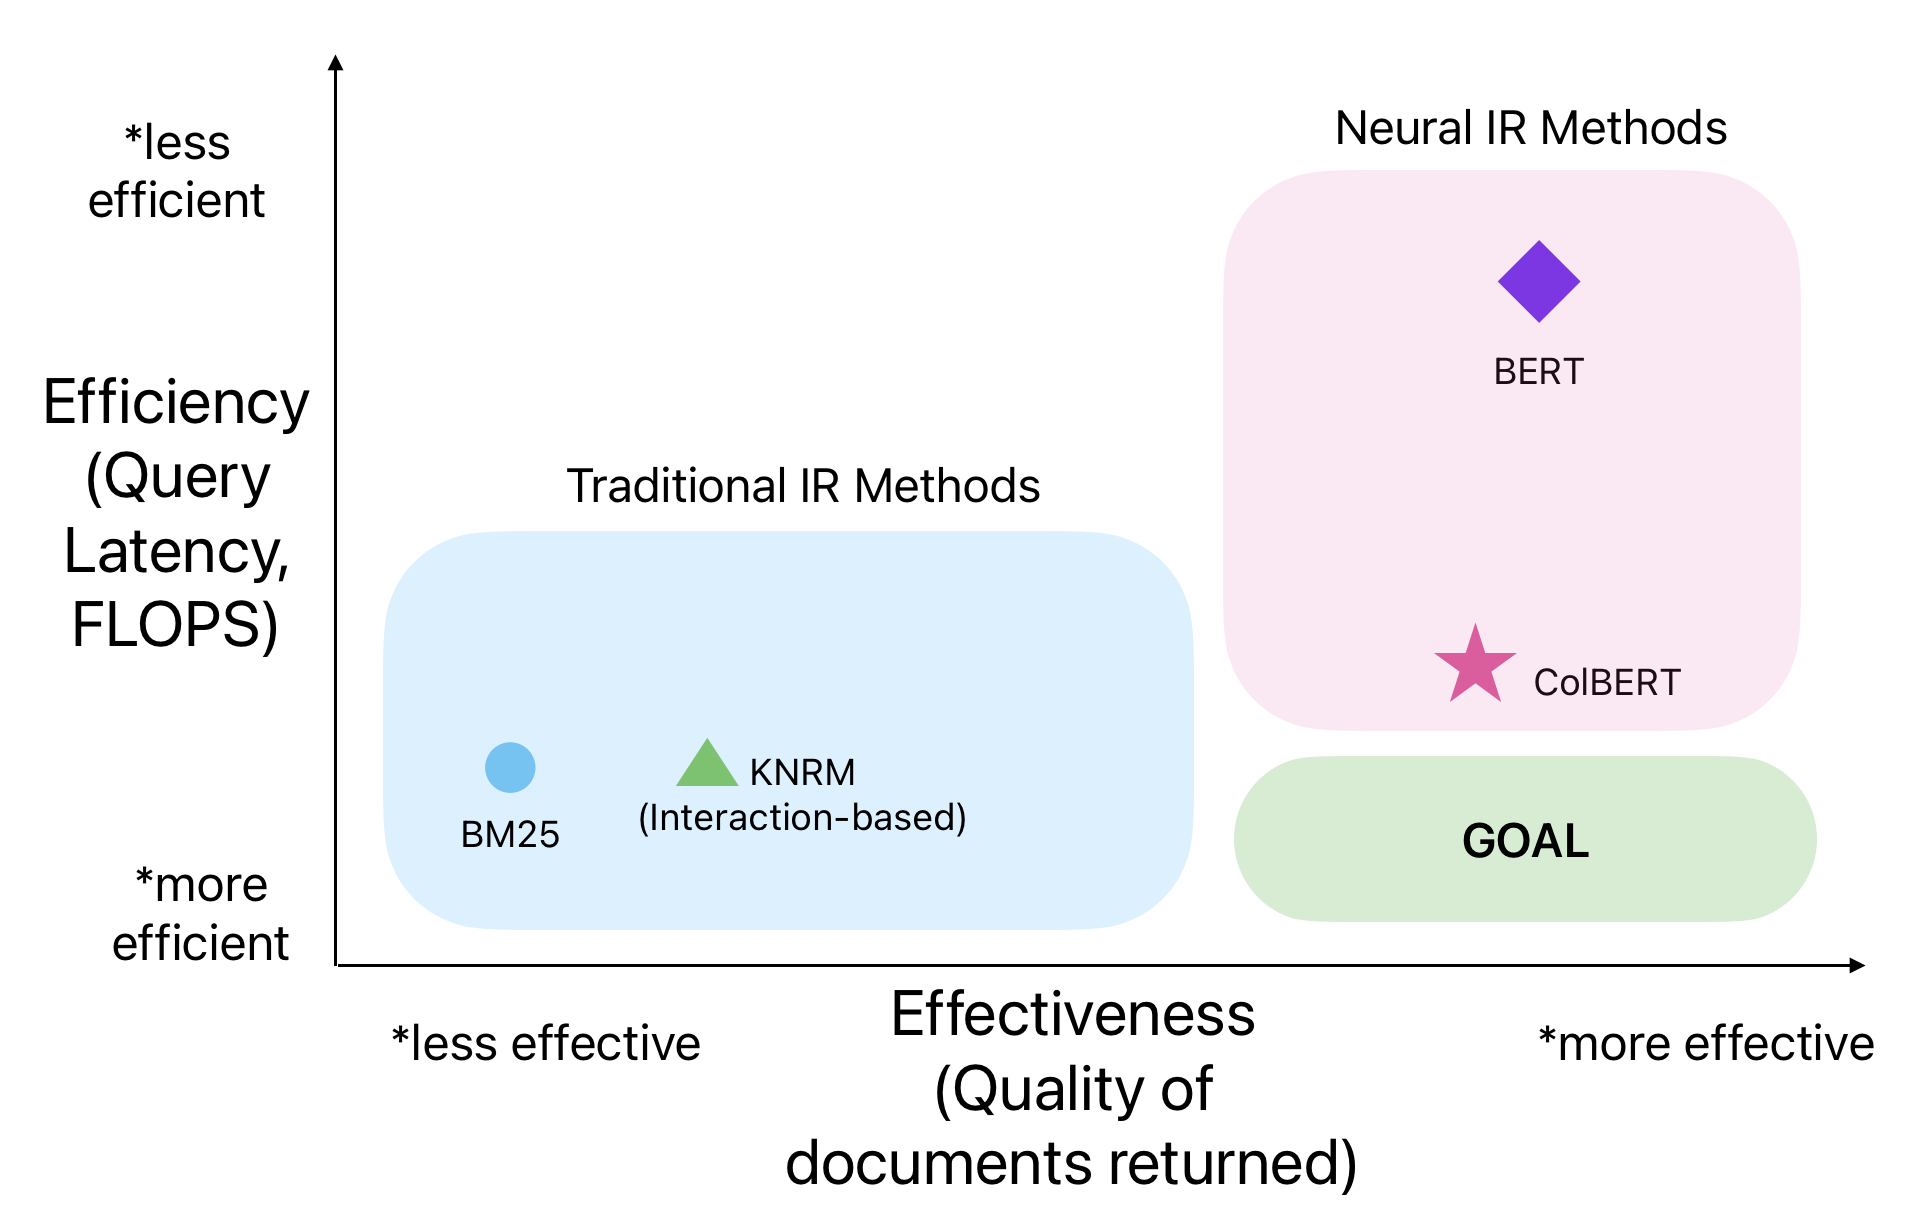 *less
efficient
Neural IR Methods
BERT
Efficiency
(Query
Latency,
FLOPS)
Traditional IR Methods
ColBERT
KNRM
(Interaction-based)
BM25
GOAL
*more
efficient
*less effective
Effectiveness
(Quality of
documents returned)
*more effective